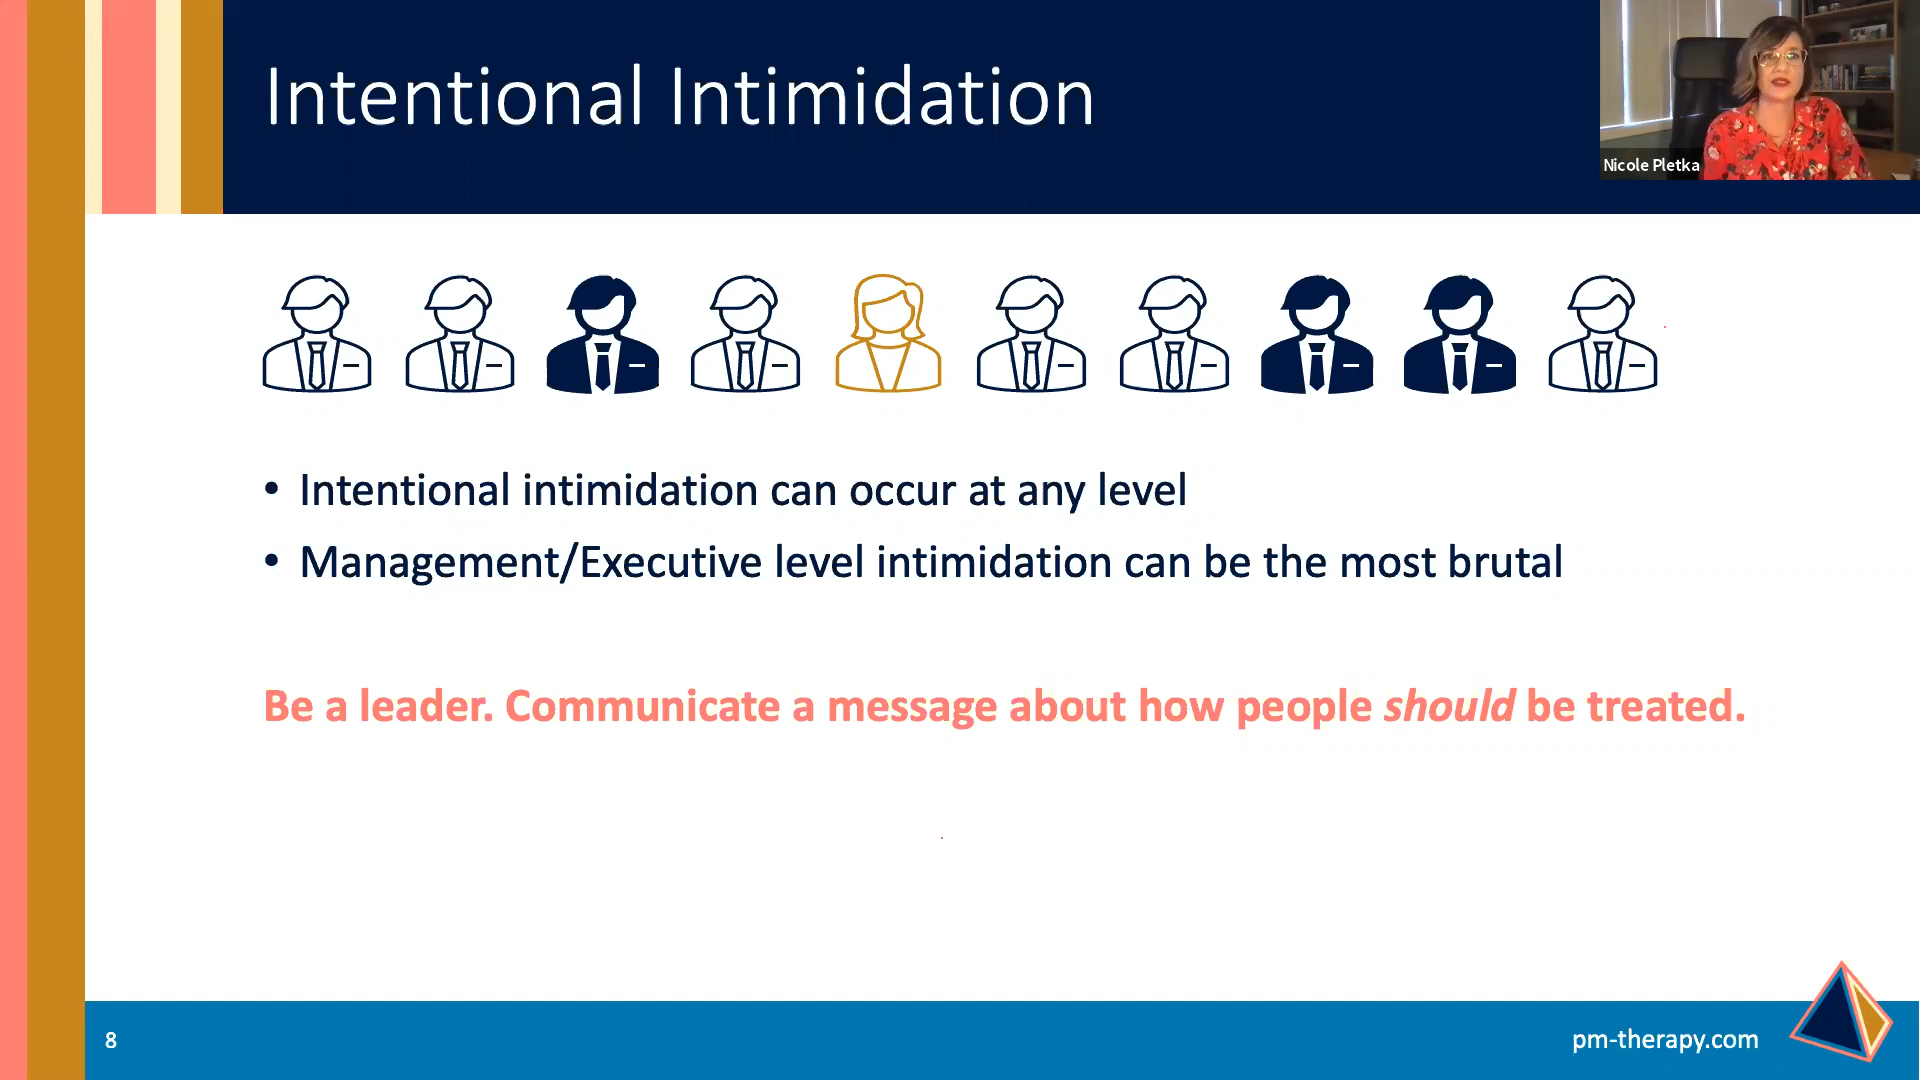 Intentional Intimidation
Nicole Pletka
• Intentional intimidation can occur at any level
• Management/Executive level intimidation can be the most brutal
Be a leader. Communicate a message about how people should be treated.
8
pm-therapy.com